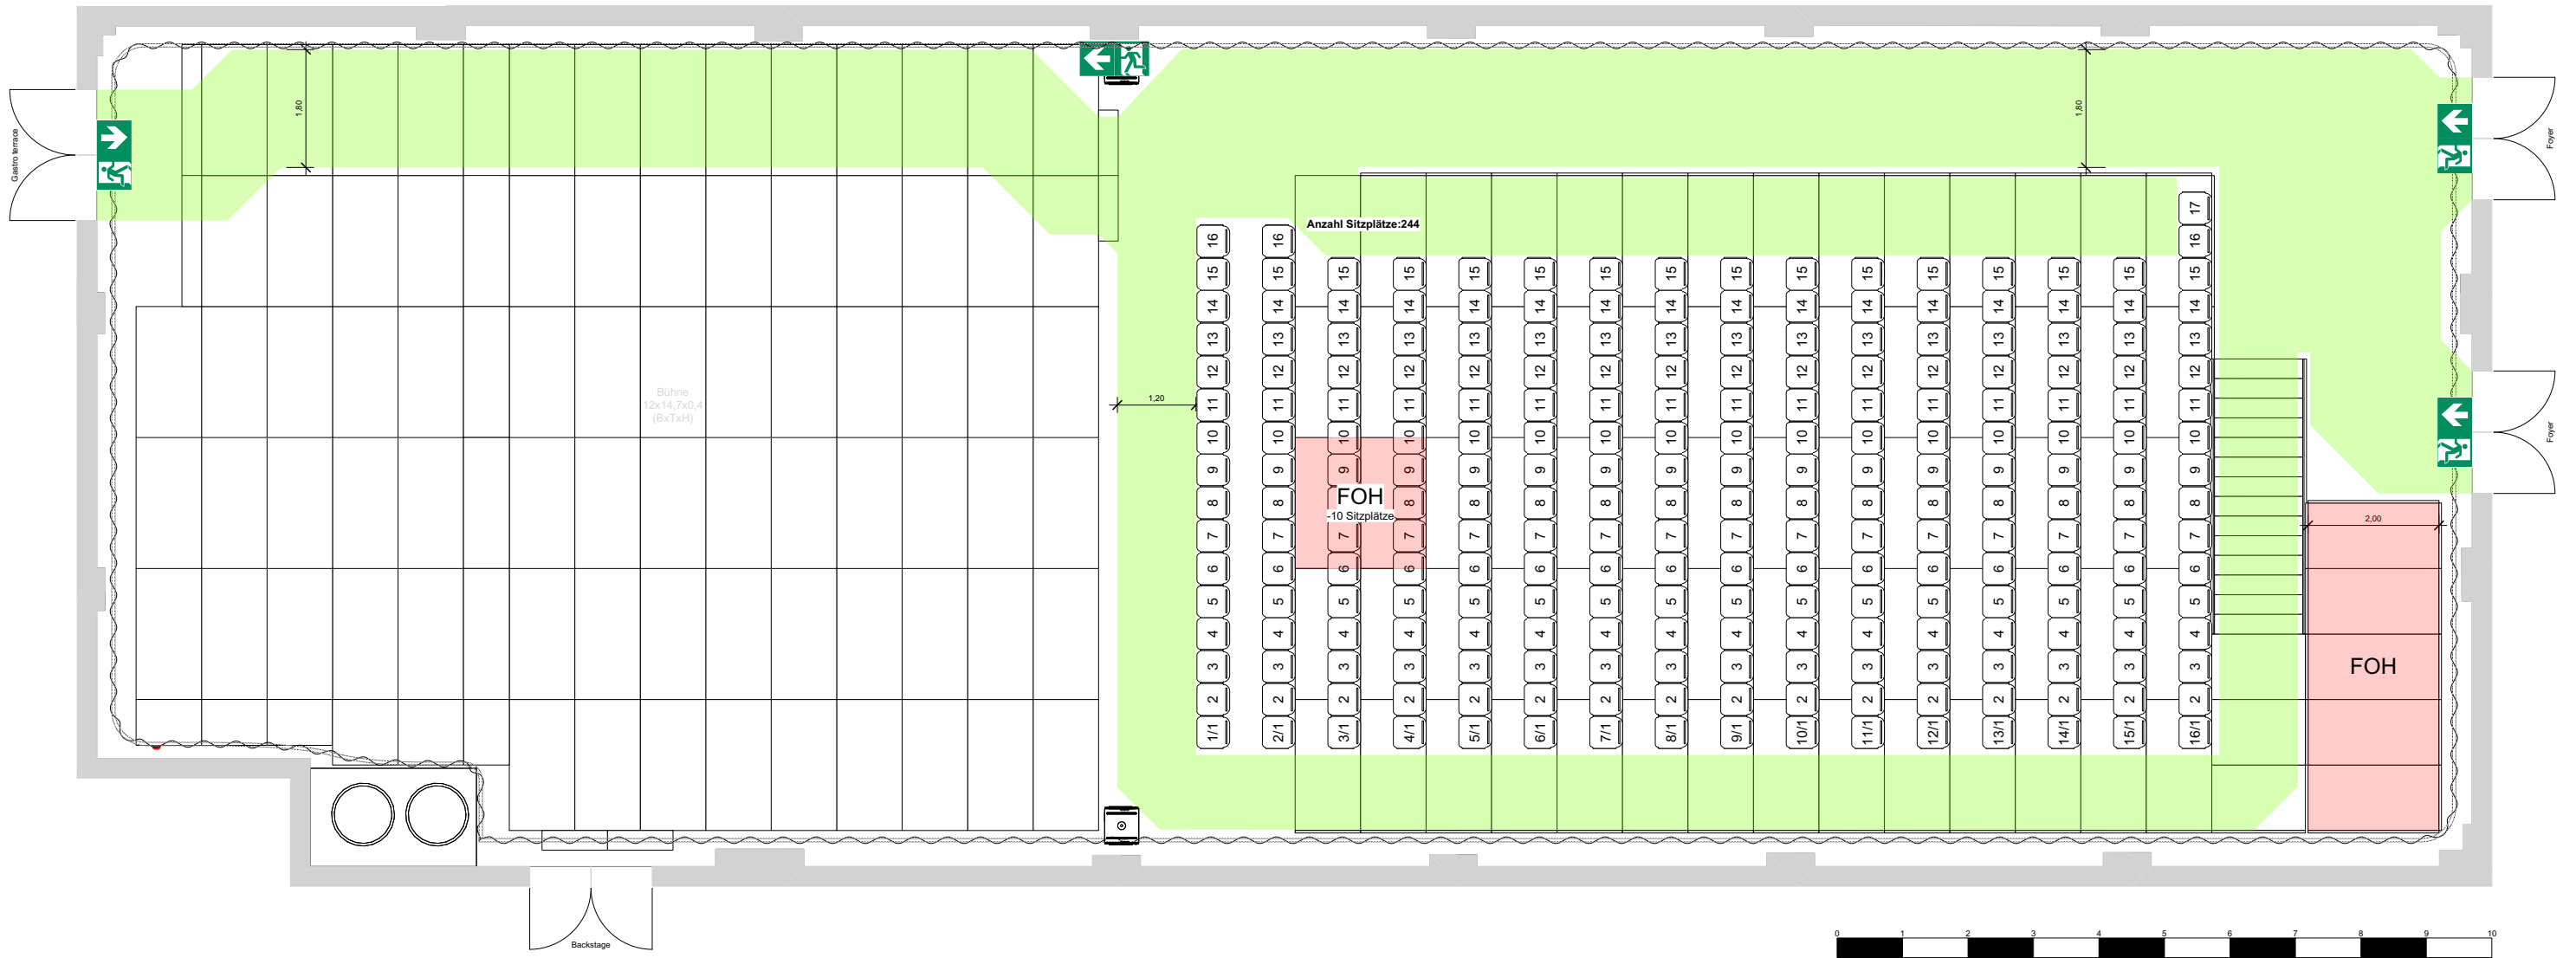 Gastro terrace
1,80
1,80
Foyer
Anzahl Sitzplätze:244
Bühne
12x14,7x0,4
(BxTxH)
1,20
Foyer
FOH
-10 Sitzplätze
2,00
FOH
Backstage
17
16 16 16
15 15 15 15 15 15 15 15 15 15 15 15 15 15 15 15
14 14 14 14 14 14 14 14 14 14 14 14 14 14 14 14
13 13 13 13 13 13 13 13 13 13 13 13 13 13 13 13
12 12 12 12 12 12 12 12 12 12 12 12 12 12 12 12
11 11 11 11 11 11 11 11 11 11 11 11 11 11 11 11
10 10 10 10 10 10 10 10 10 10 10 10 10 10 10 10
9 9 9 9 9 9 9 9 9 9 9 9 9 9 9 9
8 8 8 8 8 8 8 8 8 8 8 8 8 8 8
7 7 7 7 7 7 7 7 7 7 7 7 7 7 7 7
6 6 6 6 6 6 6 6 6 6 6 6 6 6 6 6
5 5 5 5 5 5 5 5 5 5 5 5 5 5 5 5
4 4 4 4 4 4 4 4 4 4 4 4 4 4 4 4
3 3 3 3 3 3 3 3 3 3 3 3 3 3 3 3
2 2 2 2 2 2 2 2 2 2 2 2 2 2 2 2
1/1 2/1 3/1 4/1 5/1 6/1 7/1 8/1 9/1 10/1 11/1 12/1 13/1 14/1 15/1 16/1
0 1 2 3 4 5 6 7 8 9 10